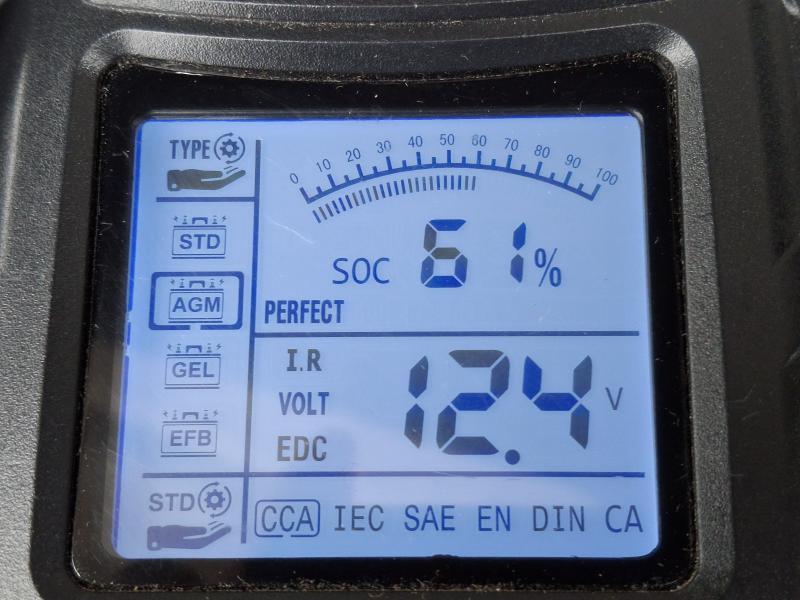 TYPE
0 10 20 30 40 50 60 70 80 90 100
STD
SOC 61%
AGM
PERFECT
I.R
GEL
VOLT 12.4 V
EFB
EDC
STD
CCA IEC SAE EN DIN CA